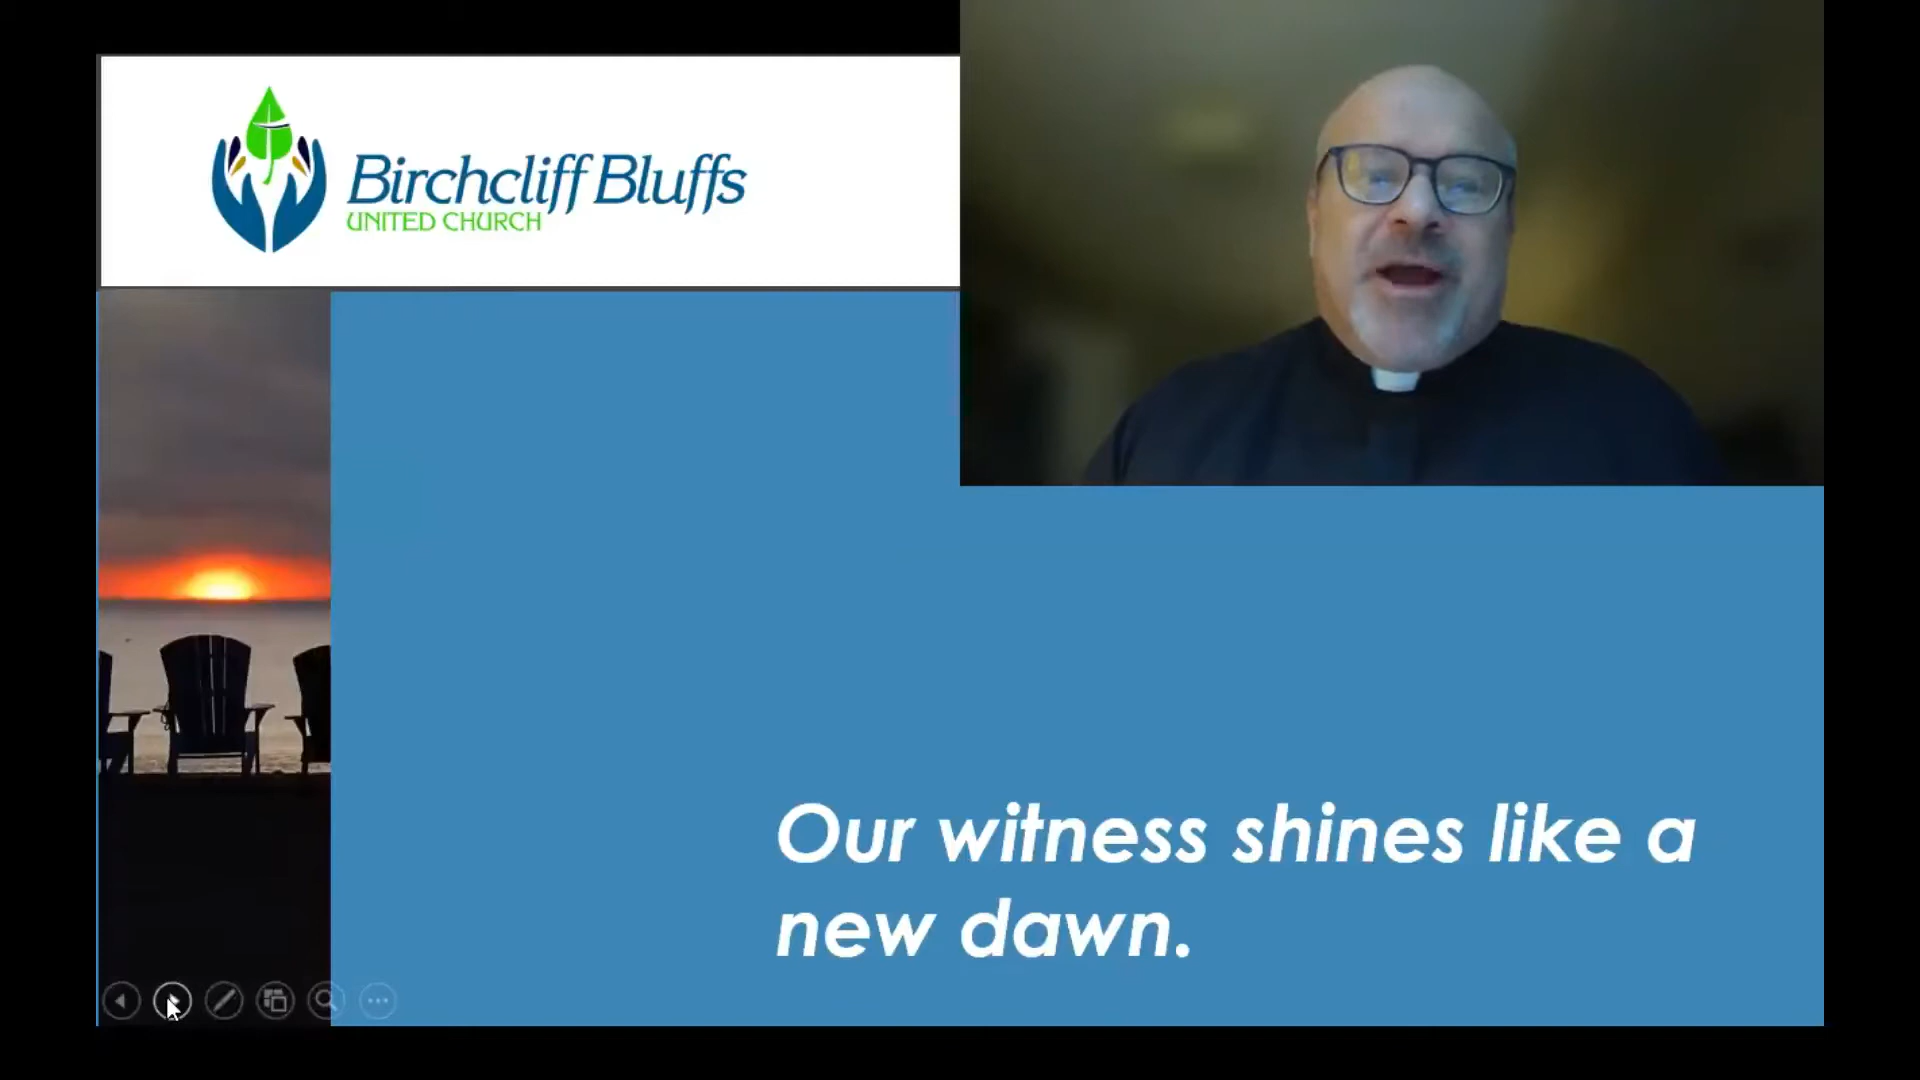 Birchcliff Bluffs
UNITED CHURCH
Our witness shines like a
new dawn.